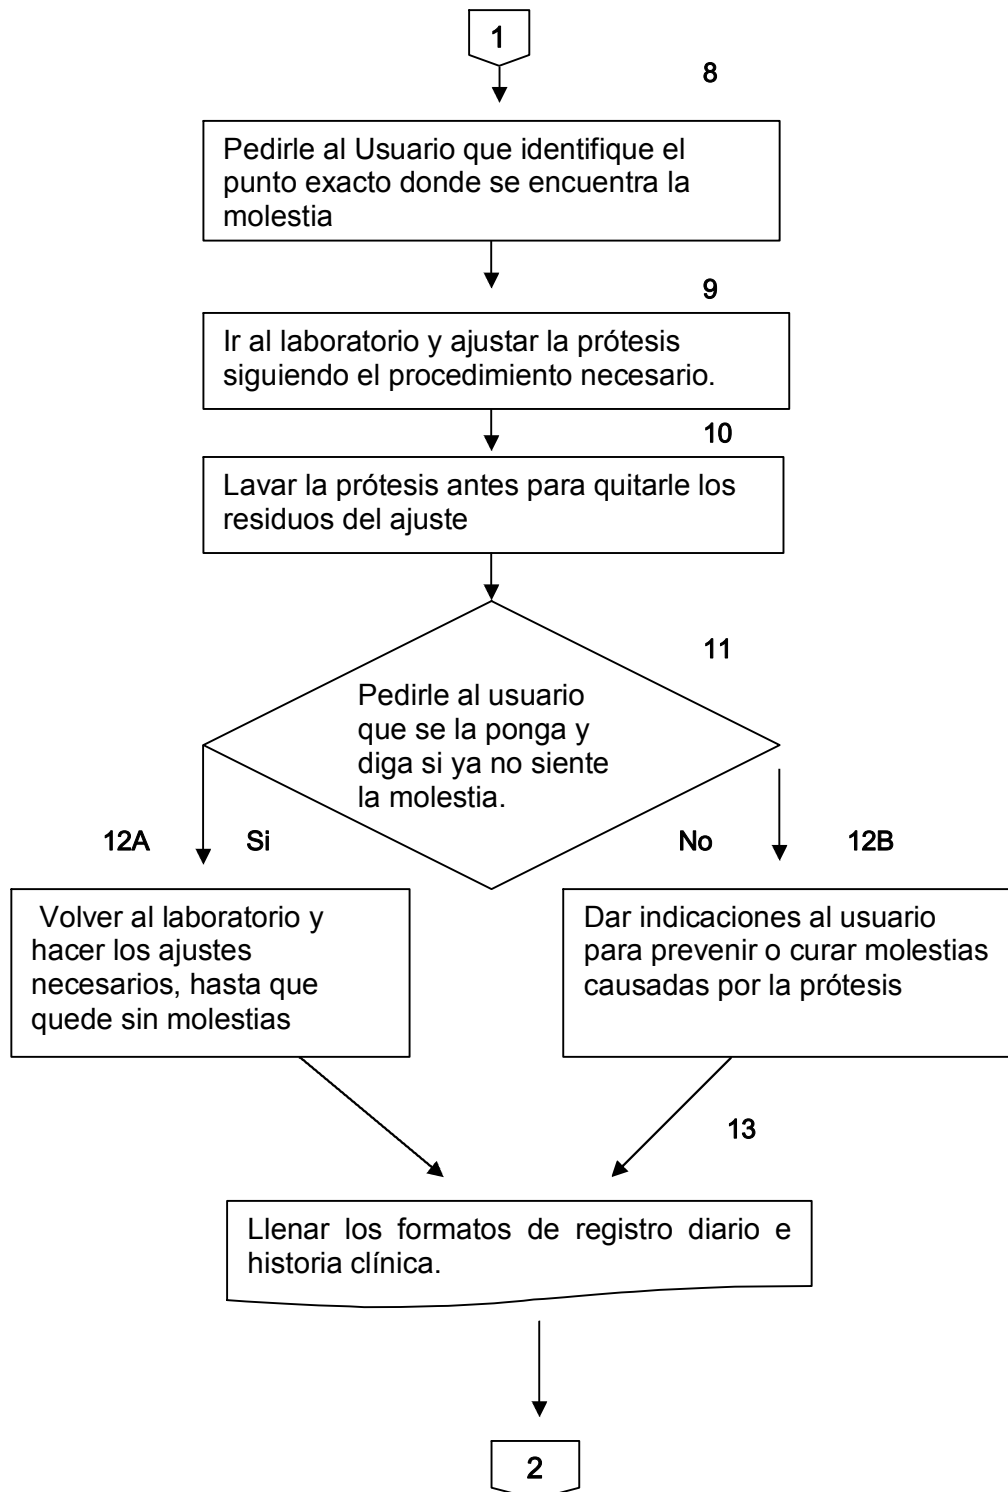 1
8
Pedirle al Usuario que identifique el
punto exacto donde se encuentra la
molestia
9
Ir al laboratorio y ajustar la prótesis
siguiendo el procedimiento necesario.
10
Lavar la prótesis antes para quitarle los
residuos del ajuste
11
Pedirle al usuario
que se la ponga y
diga si ya no siente
la molestia.
12A Si
No 12B
Volver al laboratorio y
hacer los ajustes
necesarios, hasta que
quede sin molestias
Dar indicaciones al usuario
para prevenir o curar molestias
causadas por la prótesis
13
Llenar los formatos de registro diario e
historia clínica.
2